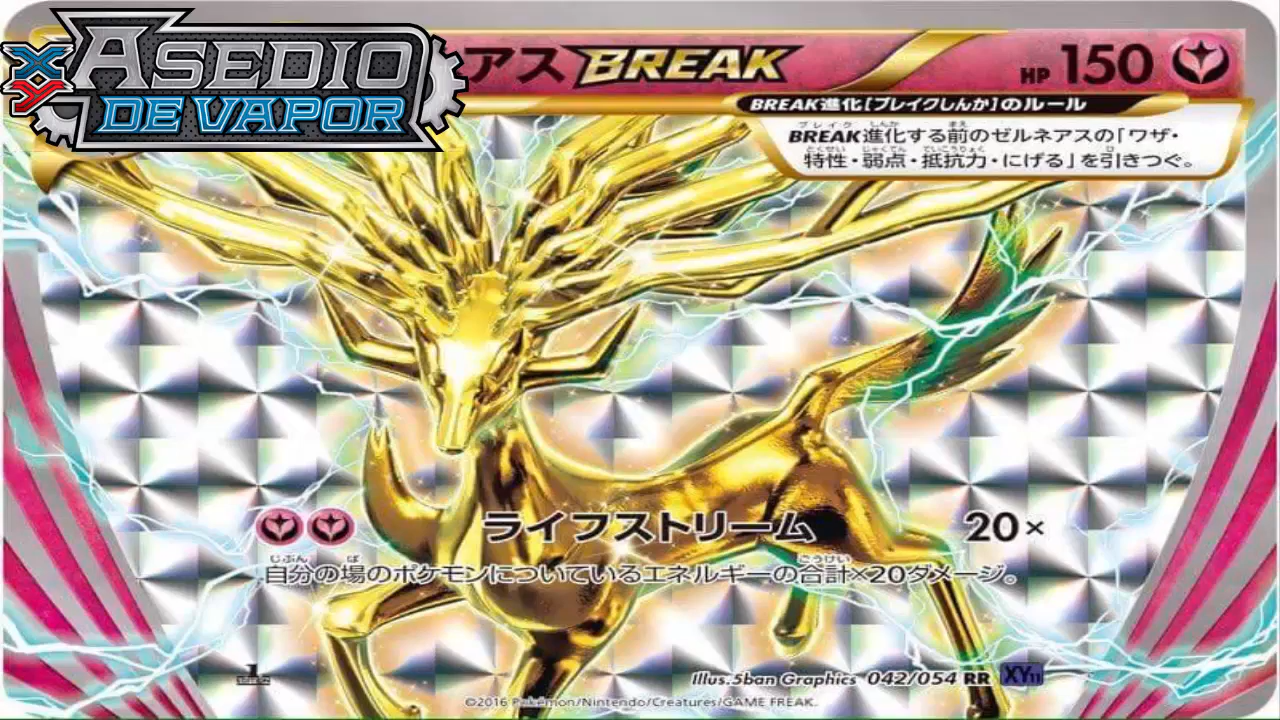 XY ASEDIO
DE VAPOR
アス BREAK HP 150
BREAK進化[ブレイクしんか]のルール
BREAK進化する前のゼルネアスの「ワザ・
特性・弱点・抵抗力・にげる」を引きつぐ。
ライフストリーム 20×
自分の場のポケモンについているエネルギーの合計×20ダメージ。
Illus. 5ban Graphics 042/054 RR XY11
©2016 Pokémon/Nintendo/Creatures/GAME FREAK.